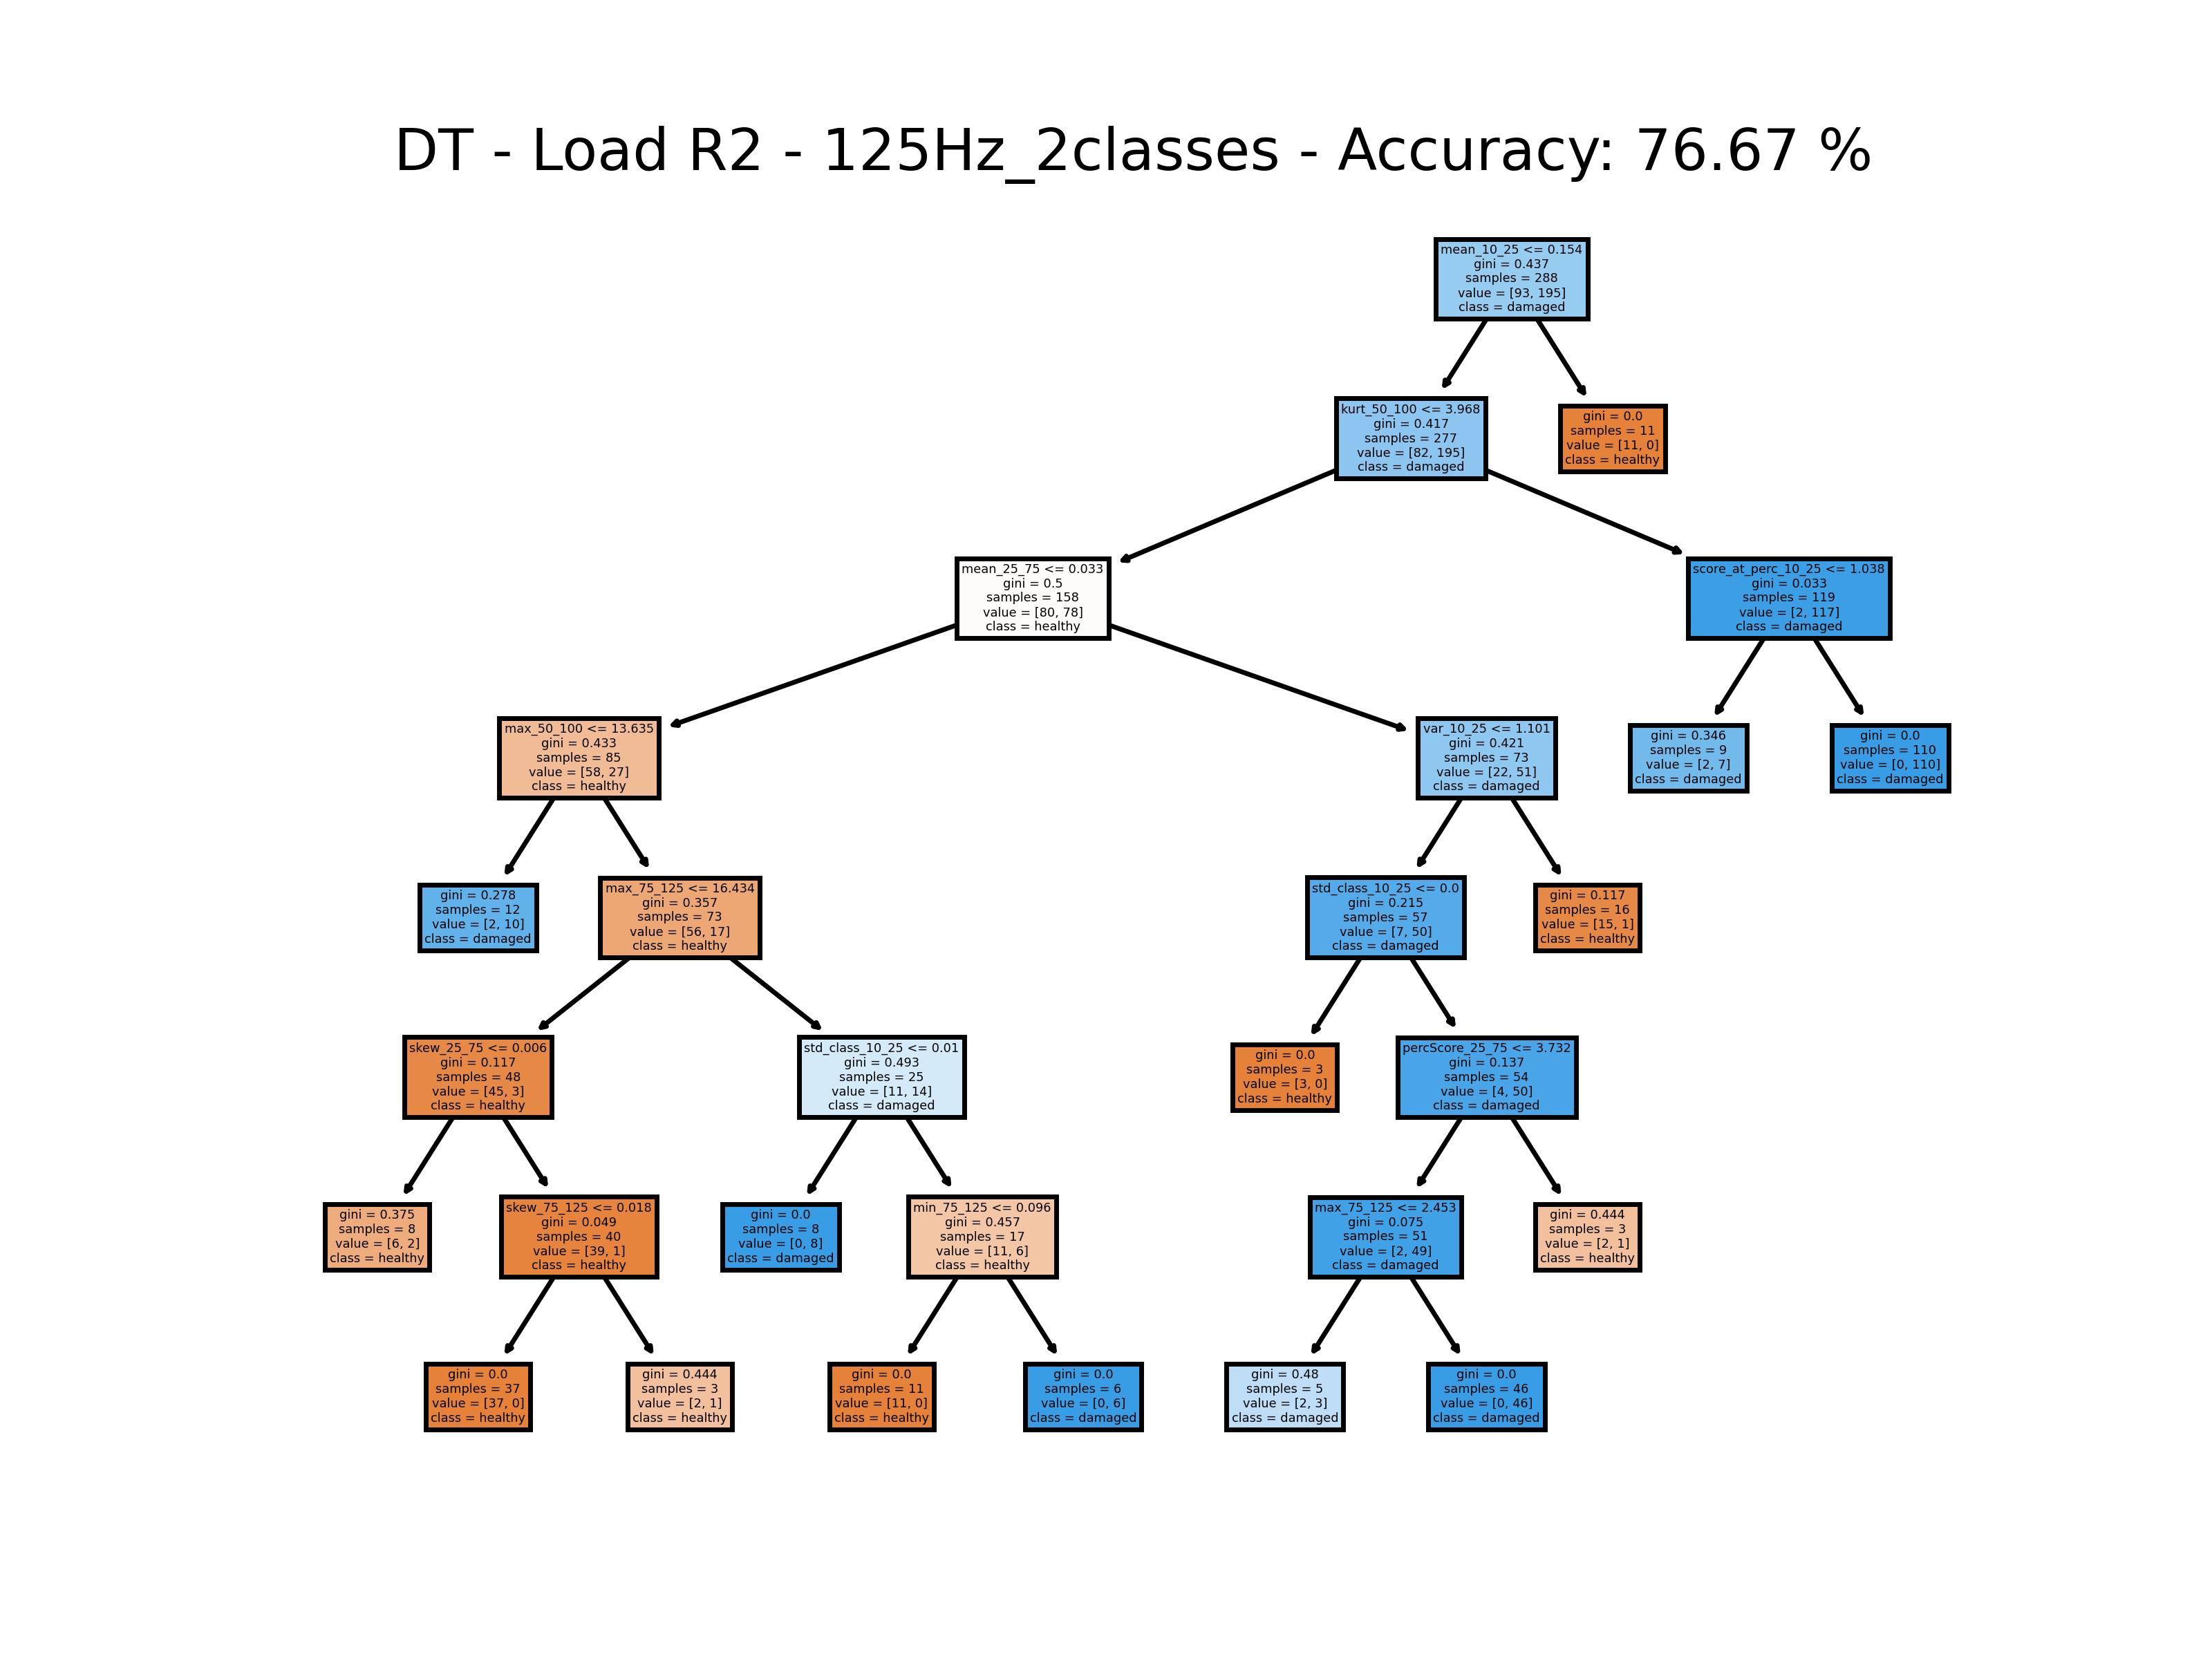 DT - Load R2 - 125Hz_2classes - Accuracy: 76.67 %
mean_10_25 <= 0.154
gini = 0.437
samples = 288
value = [93, 195]
class = damaged
kurt_50_100 <= 3.968
gini = 0.417
samples = 277
value = [82, 195]
class = damaged
gini = 0.0
samples = 11
value = [11, 0]
class = healthy
mean_25_75 <= 0.033
gini = 0.5
samples = 158
value = [80, 78]
class = healthy
score_at_perc_10_25 <= 1.038
gini = 0.033
samples = 119
value = [2, 117]
class = damaged
max_50_100 <= 13.635
gini = 0.433
samples = 85
value = [58, 27]
class = healthy
var_10_25 <= 1.101
gini = 0.421
samples = 73
value = [22, 51]
class = damaged
gini = 0.346
samples = 9
value = [2, 7]
class = damaged
gini = 0.0
samples = 110
value = [0, 110]
class = damaged
gini = 0.278
samples = 12
value = [2, 10]
class = damaged
max_75_125 <= 16.434
gini = 0.357
samples = 73
value = [56, 17]
class = healthy
std_class_10_25 <= 0.0
gini = 0.215
samples = 57
value = [7, 50]
class = damaged
gini = 0.117
samples = 16
value = [15, 1]
class = healthy
skew_25_75 <= 0.006
gini = 0.117
samples = 48
value = [45, 3]
class = healthy
std_class_10_25 <= 0.01
gini = 0.493
samples = 25
value = [11, 14]
class = damaged
gini = 0.0
samples = 3
value = [3, 0]
class = healthy
percScore_25_75 <= 3.732
gini = 0.137
samples = 54
value = [4, 50]
class = damaged
gini = 0.375
samples = 8
value = [6, 2]
class = healthy
skew_75_125 <= 0.018
gini = 0.049
samples = 40
value = [39, 1]
class = healthy
gini = 0.0
samples = 8
value = [0, 8]
class = damaged
min_75_125 <= 0.096
gini = 0.457
samples = 17
value = [11, 6]
class = healthy
max_75_125 <= 2.453
gini = 0.075
samples = 51
value = [2, 49]
class = damaged
gini = 0.444
samples = 3
value = [2, 1]
class = healthy
gini = 0.0
samples = 37
value = [37, 0]
class = healthy
gini = 0.444
samples = 3
value = [2, 1]
class = healthy
gini = 0.0
samples = 11
value = [11, 0]
class = healthy
gini = 0.0
samples = 6
value = [0, 6]
class = damaged
gini = 0.48
samples = 5
value = [2, 3]
class = damaged
gini = 0.0
samples = 46
value = [0, 46]
class = damaged